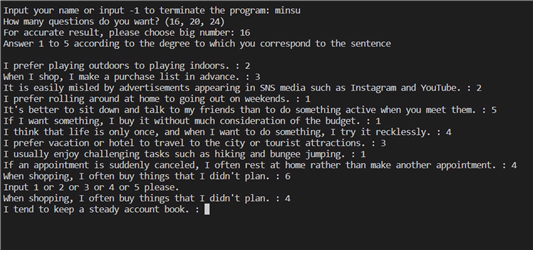 Input your name or input -1 to terminate the program: minsu
How many questions do you want? (16, 20, 24)
For accurate result, please choose big number: 16
Answer 1 to 5 according to the degree to which you correspond to the sentence
I prefer playing outdoors to playing indoors. : 2
When I shop, I make a purchase list in advance. : 3
It is easily misled by advertisements appearing in SNS media such as Instagram and YouTube. : 2
I prefer rolling around at home to going out on weekends. : 1
It's better to sit down and talk to my friends than to do something active when you meet them. : 5
If I want something, I buy it without much consideration of the budget. : 1
I think that life is only once, and when I want to do something, I try it recklessly. : 4
I prefer vacation or hotel to travel to the city or tourist attractions. : 3
I usually enjoy challenging tasks such as hiking and bungee jumping. : 1
If an appointment is suddenly canceled, I often rest at home rather than make another appointment. : 4
When shopping, I often buy things that I didn't plan. : 6
Input 1 or 2 or 3 or 4 or 5 please.
When shopping, I often buy things that I didn't plan. : 4
I tend to keep a steady account book. :